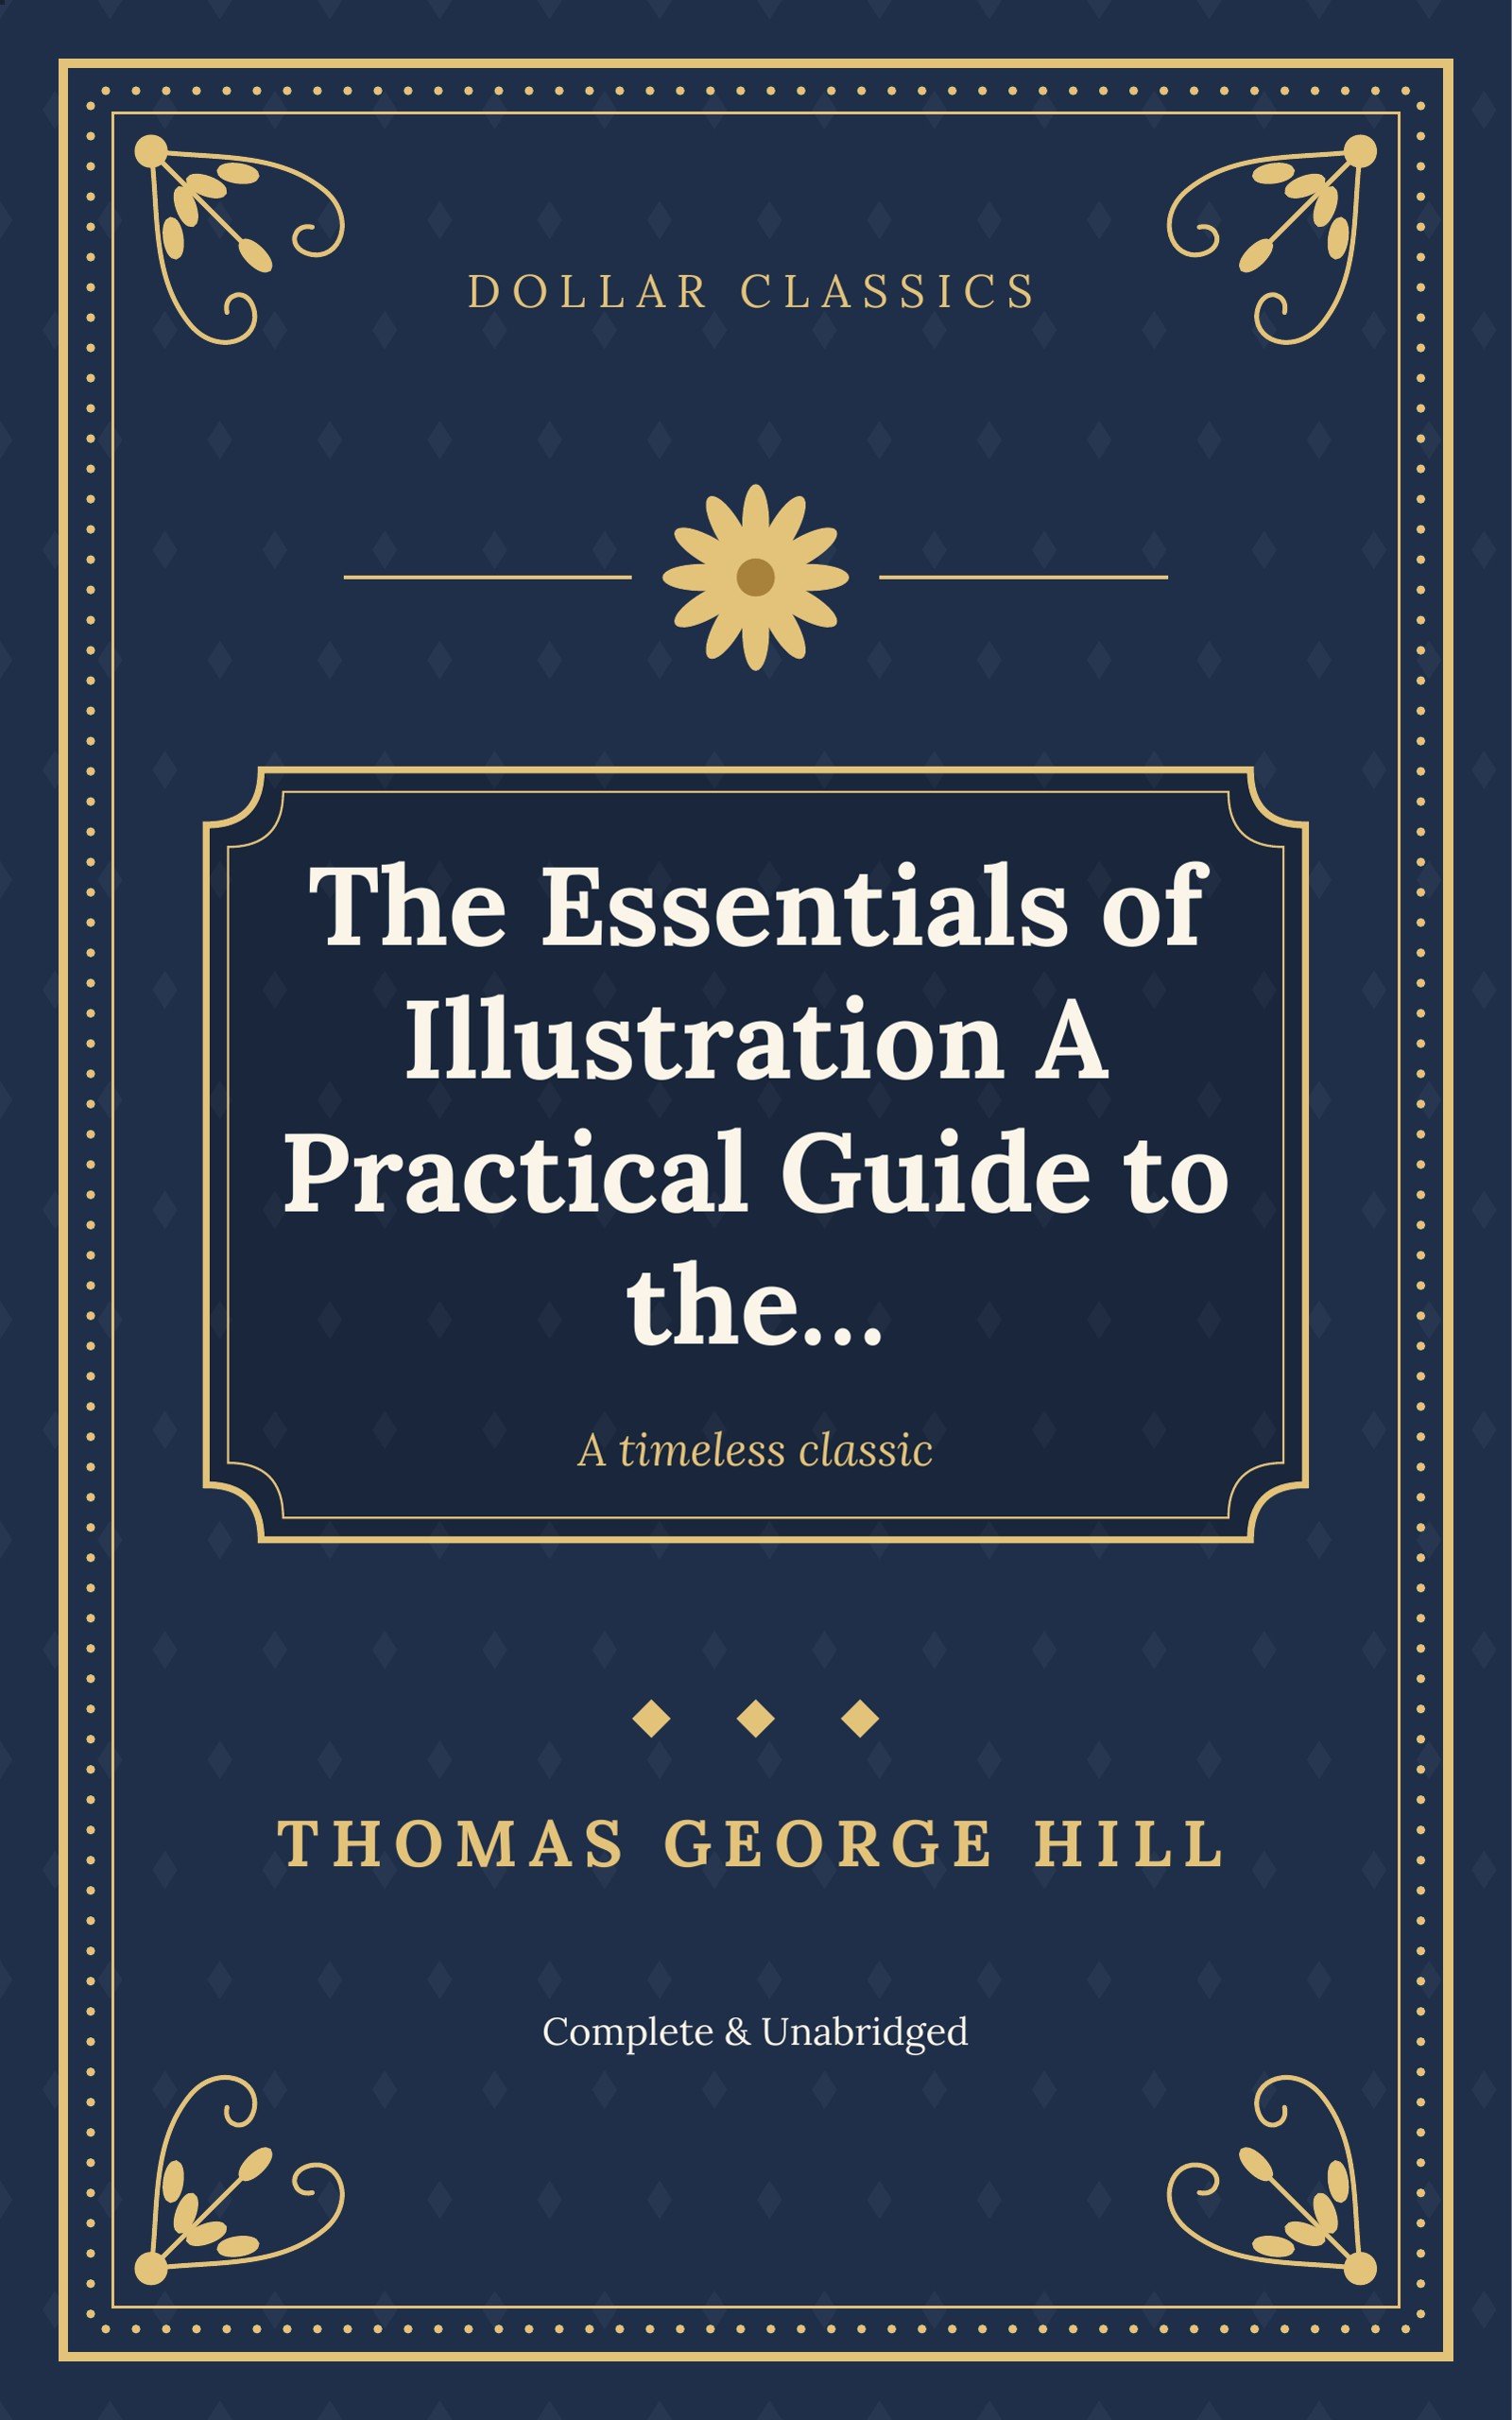 DOLLAR CLASSICS
The Essentials of
Illustration A
Practical Guide to
the...
A timeless classic
THOMAS GEORGE HILL
Complete & Unabridged